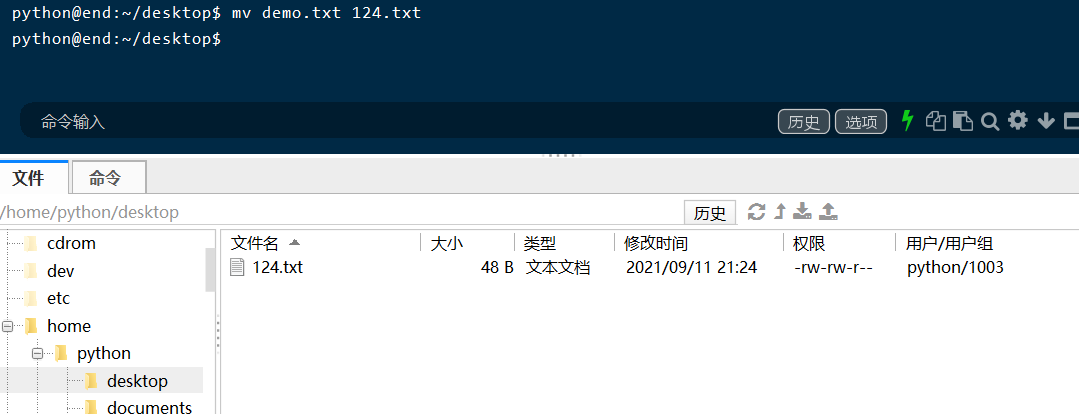 python@end:~/desktop$ mv demo.txt 124.txt
python@end:~/desktop$
命令输入 历史 选项
文件 命令
/home/python/desktop 历史
文件名 大小 类型 修改时间 权限 用户/用户组
124.txt 48 B 文本文档 2021/09/11 21:24 -rw-rw-r-- python/1003
cdrom
dev
etc
home
python
desktop
documents